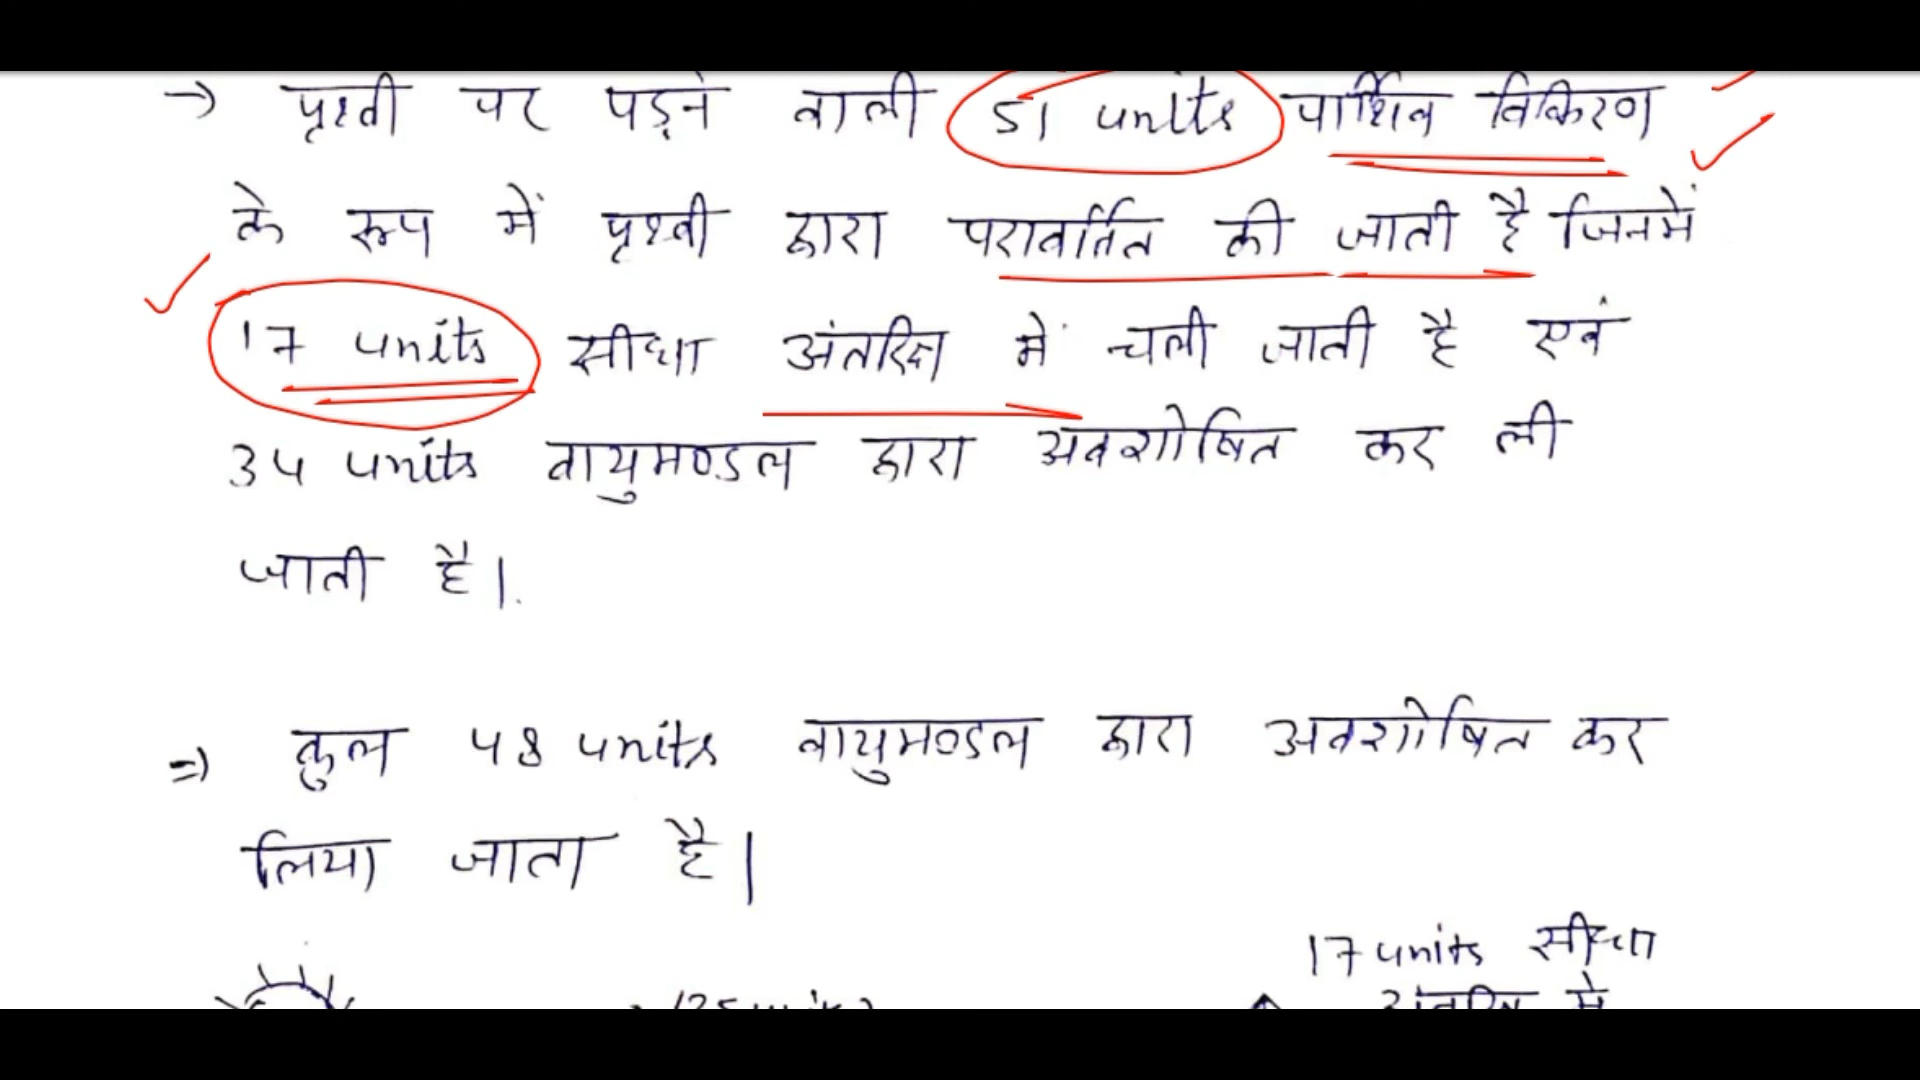 → पृथ्वी पर पड़ने वाली 51 units पार्थिव विकिरण
के रूप में पृथ्वी द्वारा परावर्तित की जाती है जिनमें
17 units सीधा अंतरिक्ष में चली जाती है एवं
34 units वायुमण्डल द्वारा अवशोषित कर ली
जाती है।
⇒ कुल 48 units वायुमण्डल द्वारा अवशोषित कर
लिया जाता है।
17 units सीधा
अंतरिक्ष में